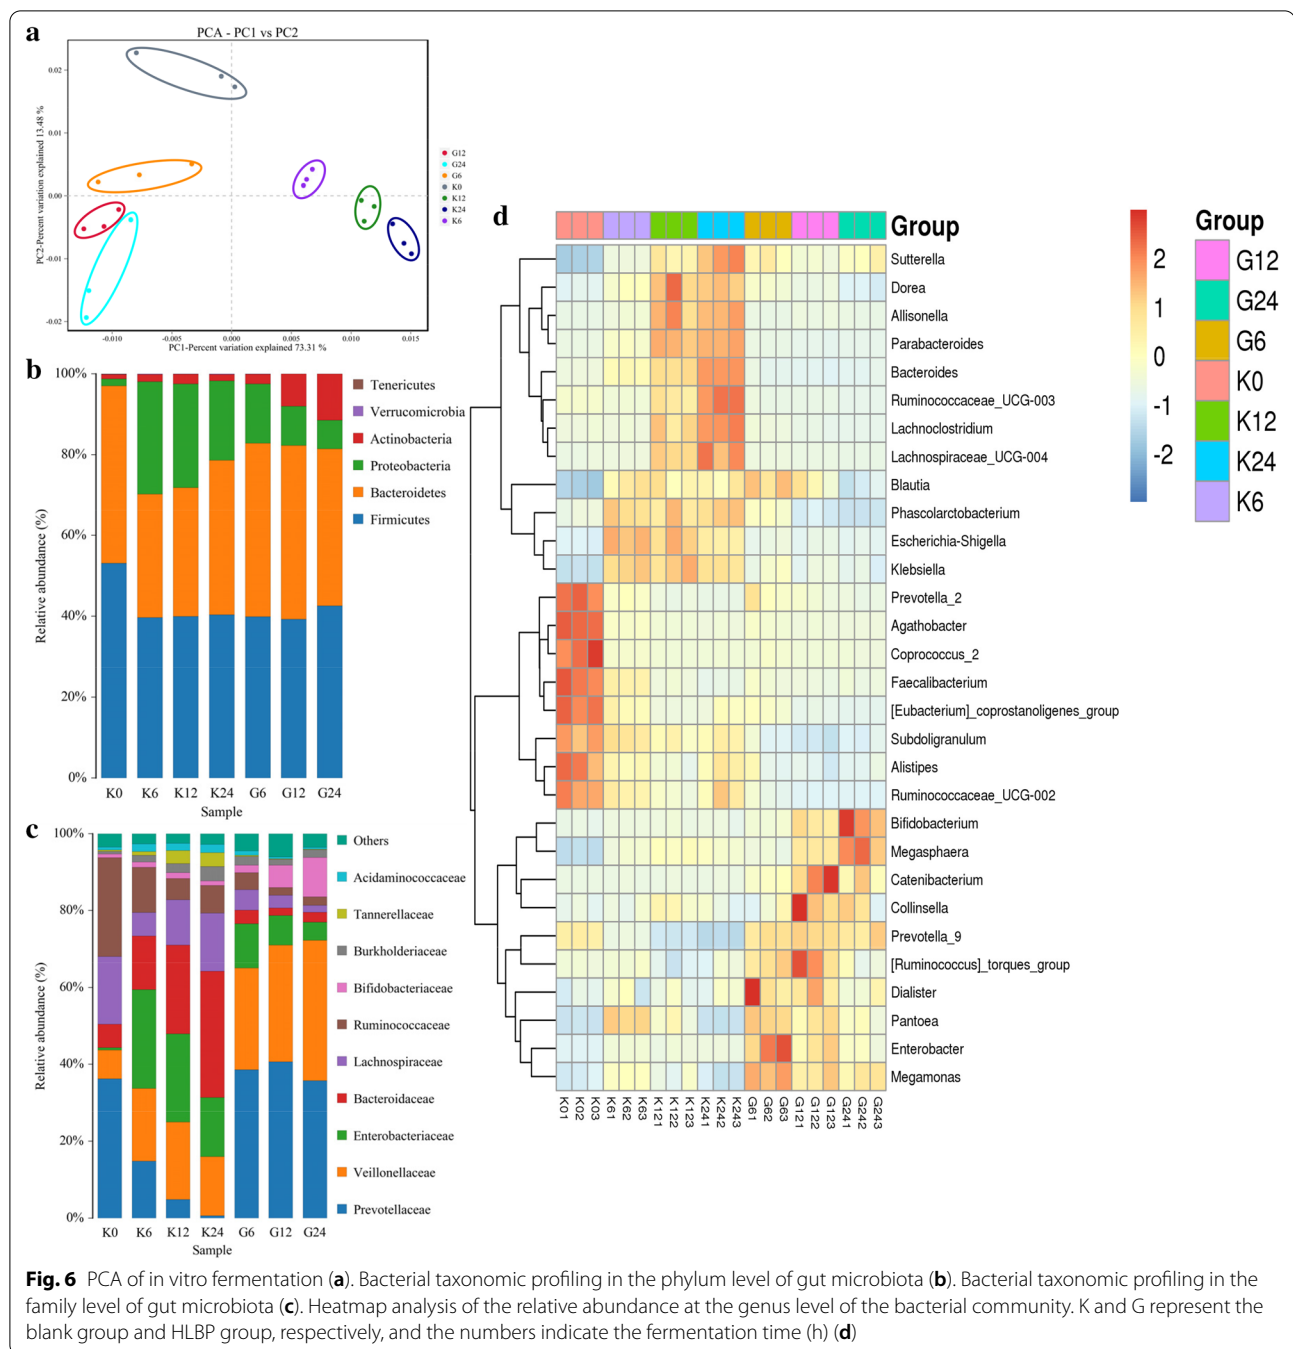 a
PCA - PC1 vs PC2
PC2-Percent variation explained 13.48 %
0.02
0.01
0.00
-0.01
-0.02
-0.010
-0.005
0.000
0.005
0.010
0.015
PC1-Percent variation explained 73.31 %
G12
G24
G6
K0
K12
K24
K6
b
Relative abundance (%)
100%
80%
60%
40%
20%
0%
K0
K6
K12
K24
G6
G12
G24
Sample
Tenericutes
Verrucomicrobia
Actinobacteria
Proteobacteria
Bacteroidetes
Firmicutes
c
Relative abundance (%)
100%
80%
60%
40%
20%
0%
K0
K6
K12
K24
G6
G12
G24
Sample
Others
Acidaminococcaceae
Tannerellaceae
Burkholderiaceae
Bifidobacteriaceae
Ruminococcaceae
Lachnospiraceae
Bacteroidaceae
Enterobacteriaceae
Veillonellaceae
Prevotellaceae
d
Group
Sutterella
Dorea
Allisonella
Parabacteroides
Bacteroides
Ruminococcaceae_UCG-003
Lachnoclostridium
Lachnospiraceae_UCG-004
Blautia
Phascolarctobacterium
Escherichia-Shigella
Klebsiella
Prevotella_2
Agathobacter
Coprococcus_2
Faecalibacterium
[Eubacterium]_coprostanoligenes_group
Subdoligranulum
Alistipes
Ruminococcaceae_UCG-002
Bifidobacterium
Megasphaera
Catenibacterium
Collinsella
Prevotella_9
[Ruminococcus]_torques_group
Dialister
Pantoea
Enterobacter
Megamonas
K01
K02
K03
K61
K62
K63
K121
K122
K123
K241
K242
K243
G61
G62
G63
G121
G122
G123
G241
G242
G243
2
1
0
-1
-2
Group
G12
G24
G6
K0
K12
K24
K6
Fig. 6 PCA of in vitro fermentation (a). Bacterial taxonomic profiling in the phylum level of gut microbiota (b). Bacterial taxonomic profiling in the
family level of gut microbiota (c). Heatmap analysis of the relative abundance at the genus level of the bacterial community. K and G represent the
blank group and HLBP group, respectively, and the numbers indicate the fermentation time (h) (d)